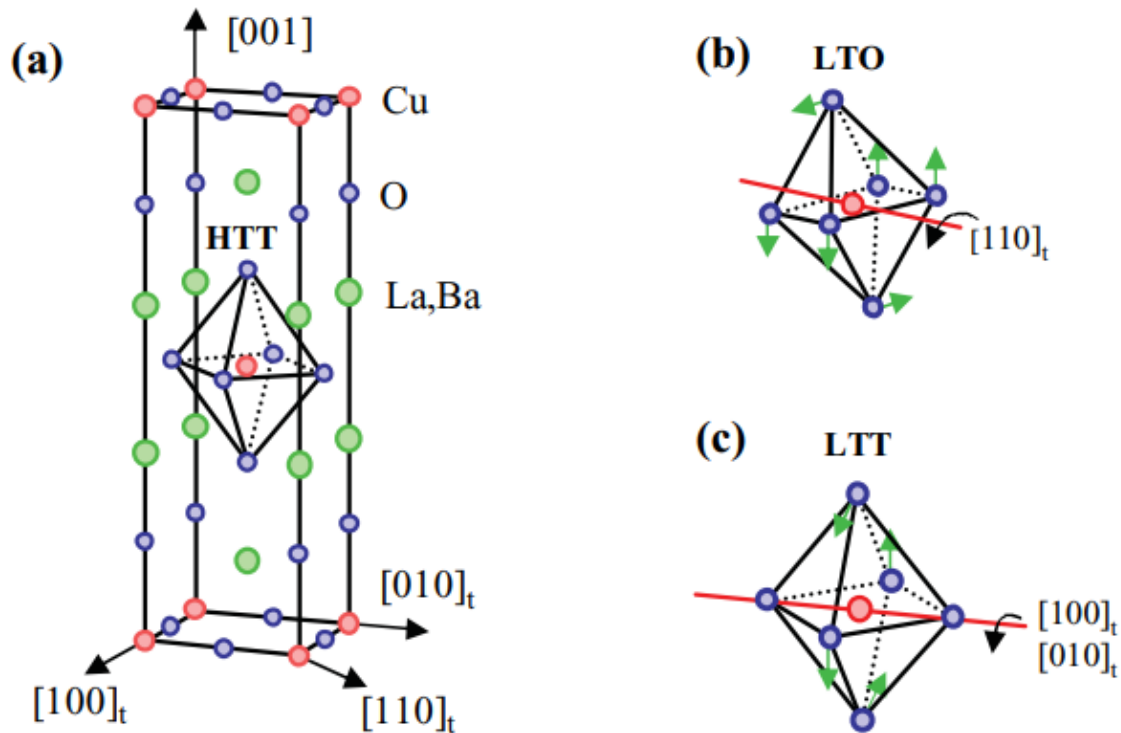 (a)
[001]
Cu
O
HTT
La,Ba
[010]ₜ
[100]ₜ
[110]ₜ
(b)
LTO
[110]ₜ
(c)
LTT
[100]ₜ
[010]ₜ